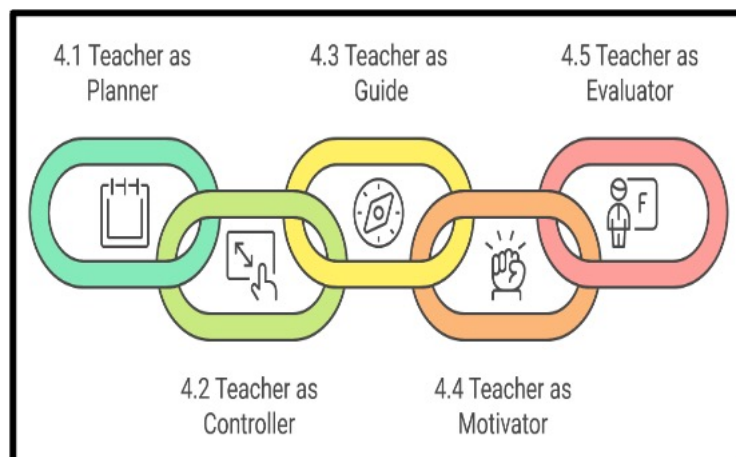 4.1 Teacher as
Planner
4.2 Teacher as
Controller
4.3 Teacher as
Guide
4.4 Teacher as
Motivator
4.5 Teacher as
Evaluator
F